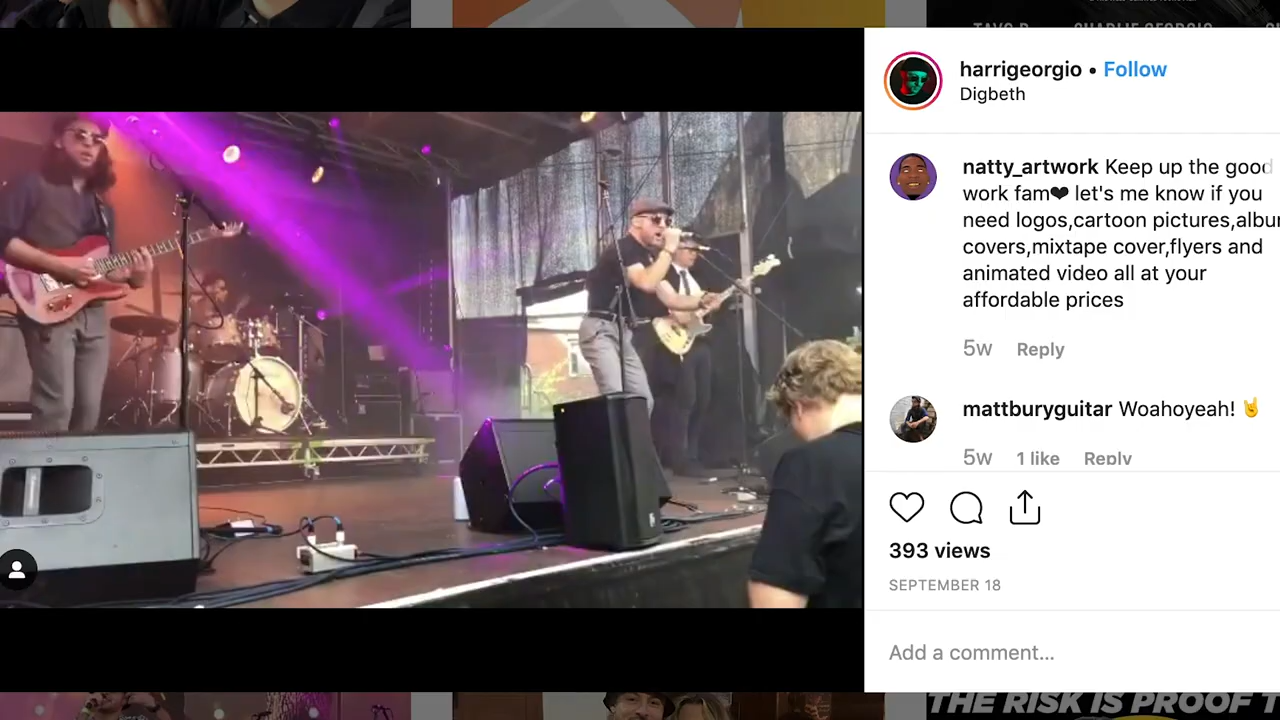 harrigeorgio • Follow
Digbeth
natty_artwork Keep up the good
work fam❤ let's me know if you
need logos,cartoon pictures,albu
covers,mixtape cover,flyers and
animated video all at your
affordable prices
5w Reply
mattburyguitar Woahoyeah! 🤘
5w 1 like Reply
393 views
SEPTEMBER 18
Add a comment...
THE RISK IS PROOF T